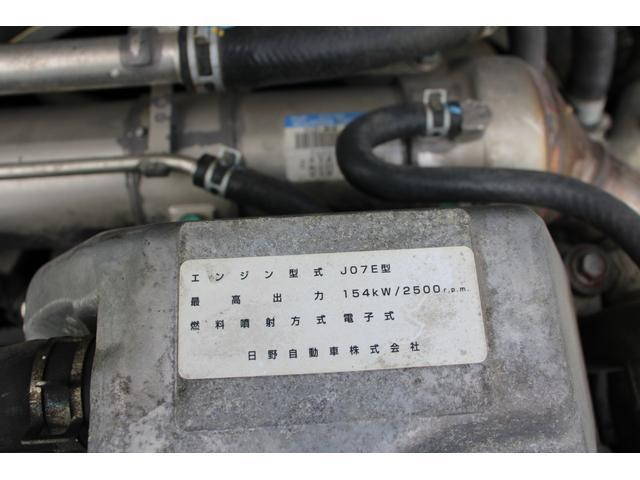 エンジン型式 J07E型
最高出力 154kW/2500r.p.m.
燃料噴射方式 電子式
日野自動車株式会社